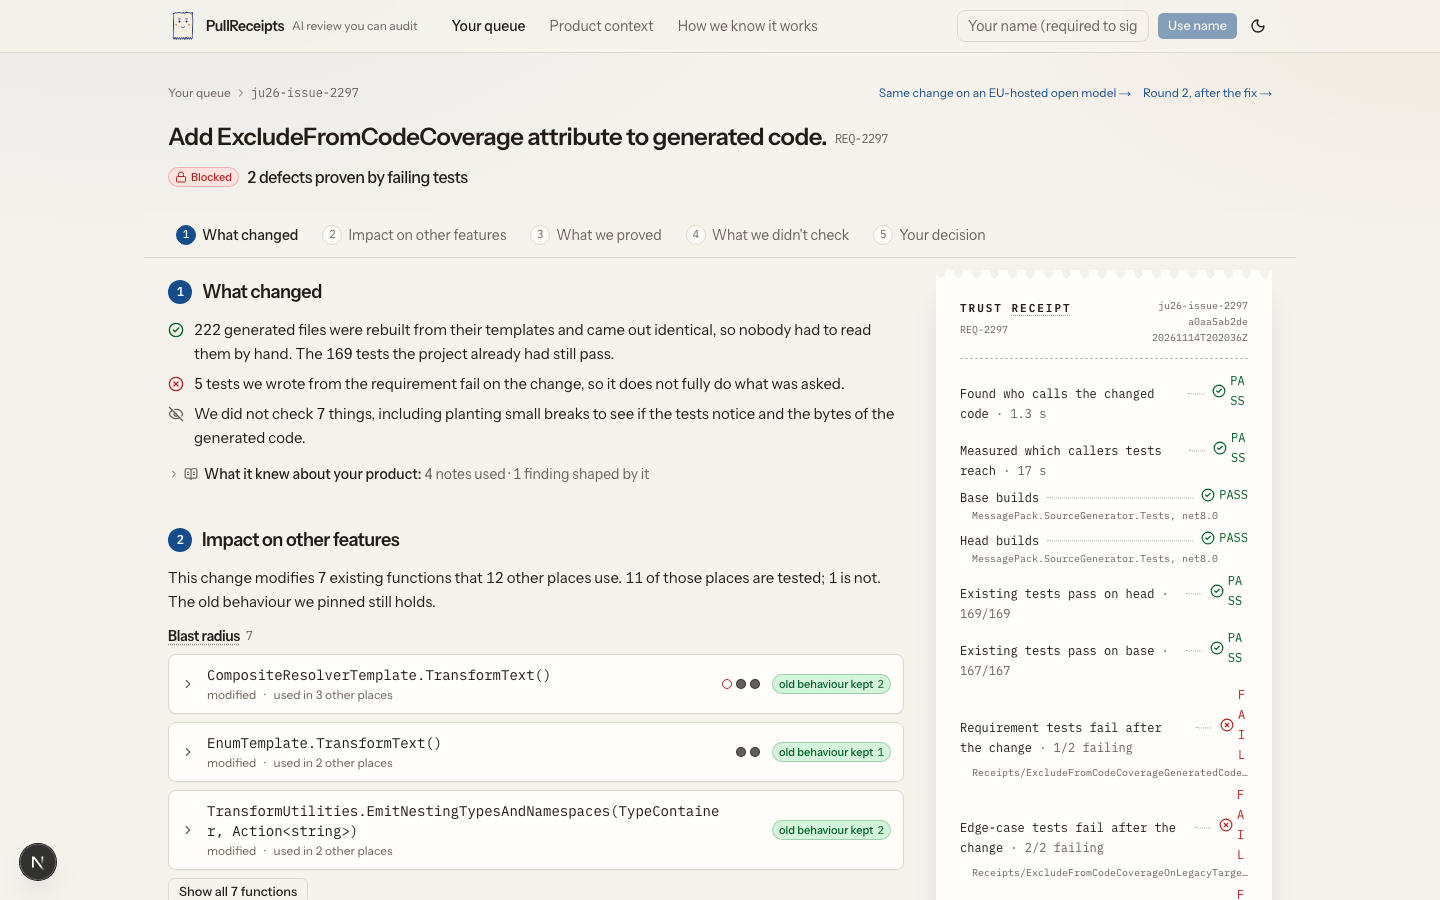 PullReceipts AI review you can audit Your queue Product context How we know it works Your name (required to sig Use name
Your queue > ju26-issue-2297 Same change on an EU-hosted open model → Round 2, after the fix →
Add ExcludeFromCodeCoverage attribute to generated code. REQ-2297
Blocked 2 defects proven by failing tests
1 What changed 2 Impact on other features 3 What we proved 4 What we didn't check 5 Your decision
1 What changed
222 generated files were rebuilt from their templates and came out identical, so nobody had to read
them by hand. The 169 tests the project already had still pass.
5 tests we wrote from the requirement fail on the change, so it does not fully do what was asked.
We did not check 7 things, including planting small breaks to see if the tests notice and the bytes of the
generated code.
What it knew about your product: 4 notes used · 1 finding shaped by it
2 Impact on other features
This change modifies 7 existing functions that 12 other places use. 11 of those places are tested; 1 is not.
The old behaviour we pinned still holds.
Blast radius 7
CompositeResolverTemplate.TransformText()
modified · used in 3 other places
old behaviour kept 2
EnumTemplate.TransformText()
modified · used in 2 other places
old behaviour kept 1
TransformUtilities.EmitNestingTypesAndNamespaces(TypeContaine
r, Action<string>)
modified · used in 2 other places
old behaviour kept 2
Show all 7 functions
N
TRUST RECEIPT
REQ-2297
ju26-issue-2297
a0aa5ab2de
20261114T202036Z
Found who calls the changed
code · 1.3 s
PA
SS
Measured which callers tests
reach · 17 s
PA
SS
Base builds PASS
MessagePack.SourceGenerator.Tests, net8.0
Head builds PASS
MessagePack.SourceGenerator.Tests, net8.0
Existing tests pass on head ·
169/169
PA
SS
Existing tests pass on base ·
167/167
PA
SS
Requirement tests fail after
the change · 1/2 failing
F
A
I
L
Receipts/ExcludeFromCodeCoverageGeneratedCode…
Edge-case tests fail after the
change · 2/2 failing
F
A
I
L
Receipts/ExcludeFromCodeCoverageOnLegacyTarge…
F